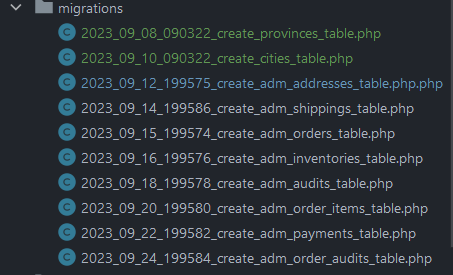 migrations
2023_09_08_090322_create_provinces_table.php
2023_09_10_090322_create_cities_table.php
2023_09_12_199575_create_adm_addresses_table.php.php
2023_09_14_199586_create_adm_shippings_table.php
2023_09_15_199574_create_adm_orders_table.php
2023_09_16_199576_create_adm_inventories_table.php
2023_09_18_199578_create_adm_audits_table.php
2023_09_20_199580_create_adm_order_items_table.php
2023_09_22_199582_create_adm_payments_table.php
2023_09_24_199584_create_adm_order_audits_table.php